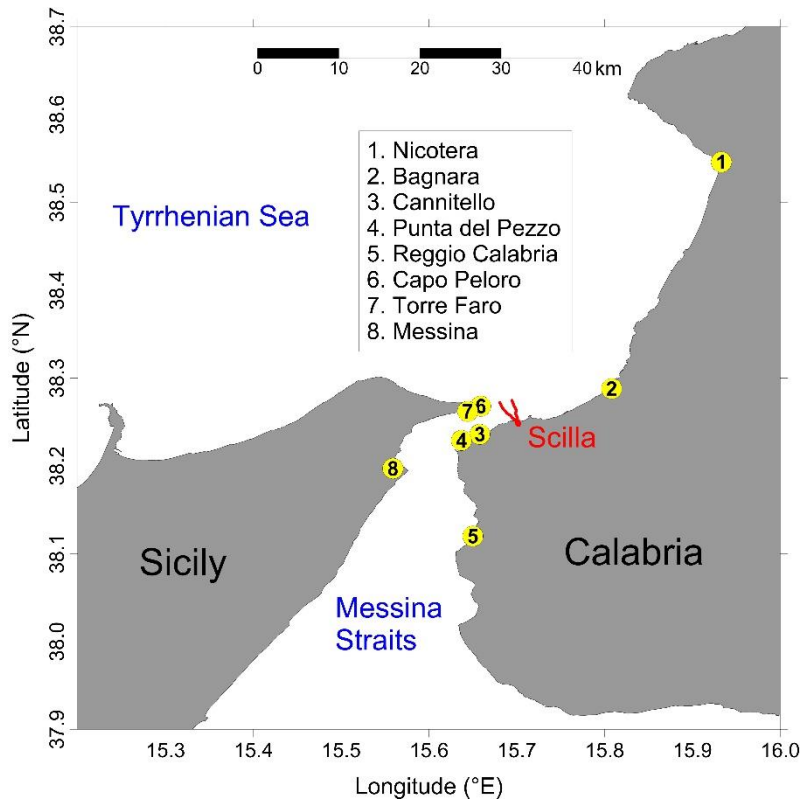 38.7
38.6
38.5
38.4
38.3
38.2
38.1
38.0
37.9
Latitude (°N)
0 10 20 30 40 km
1. Nicotera
2. Bagnara
3. Cannitello
4. Punta del Pezzo
5. Reggio Calabria
6. Capo Peloro
7. Torre Faro
8. Messina
1
Tyrrhenian Sea
2
7 6
4 3
Scilla
8
5
Sicily
Calabria
Messina
Straits
15.3 15.4 15.5 15.6 15.7 15.8 15.9 16.0
Longitude (°E)